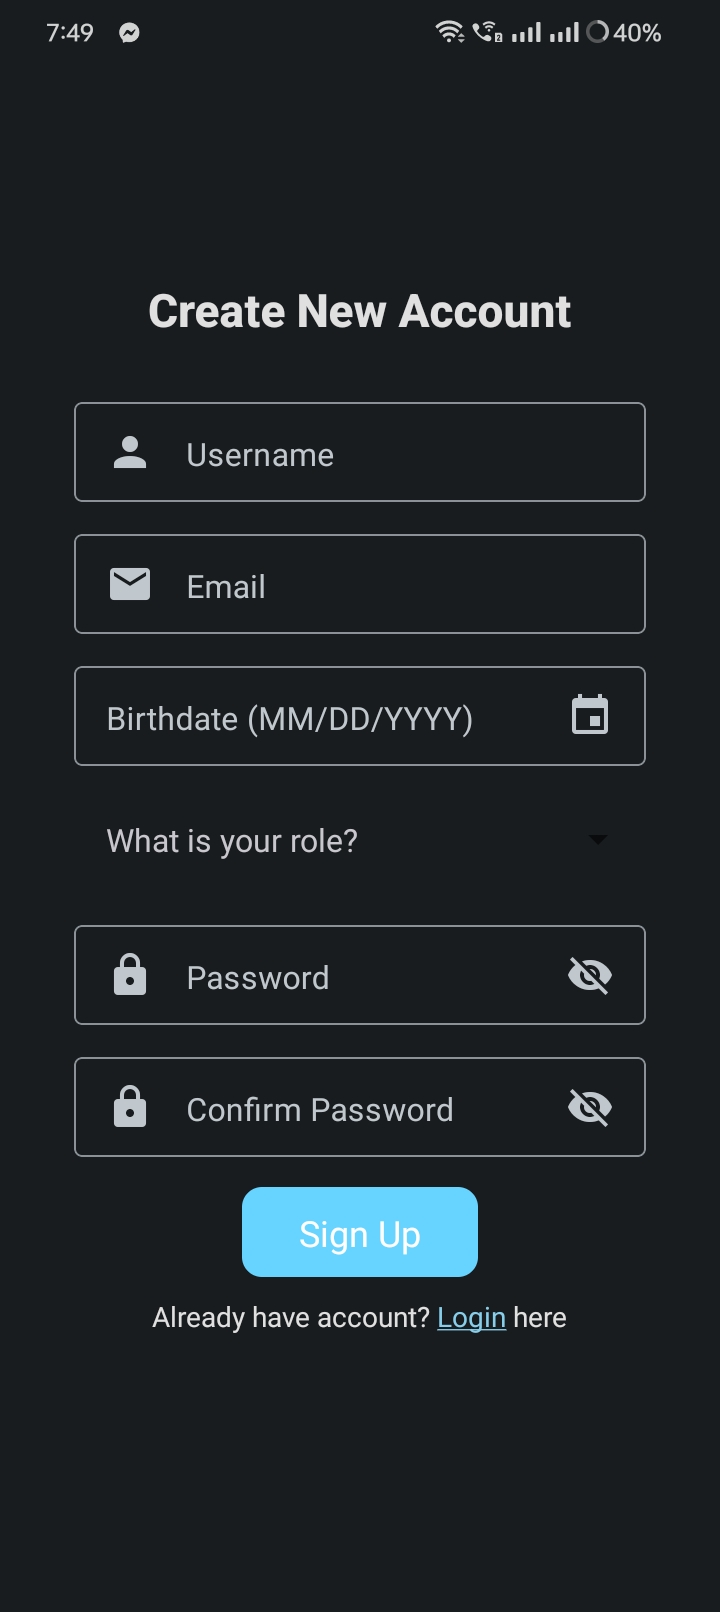 7:49
40%
Create New Account
Username
Email
Birthdate (MM/DD/YYYY)
What is your role?
Password
Confirm Password
Sign Up
Already have account? Login here